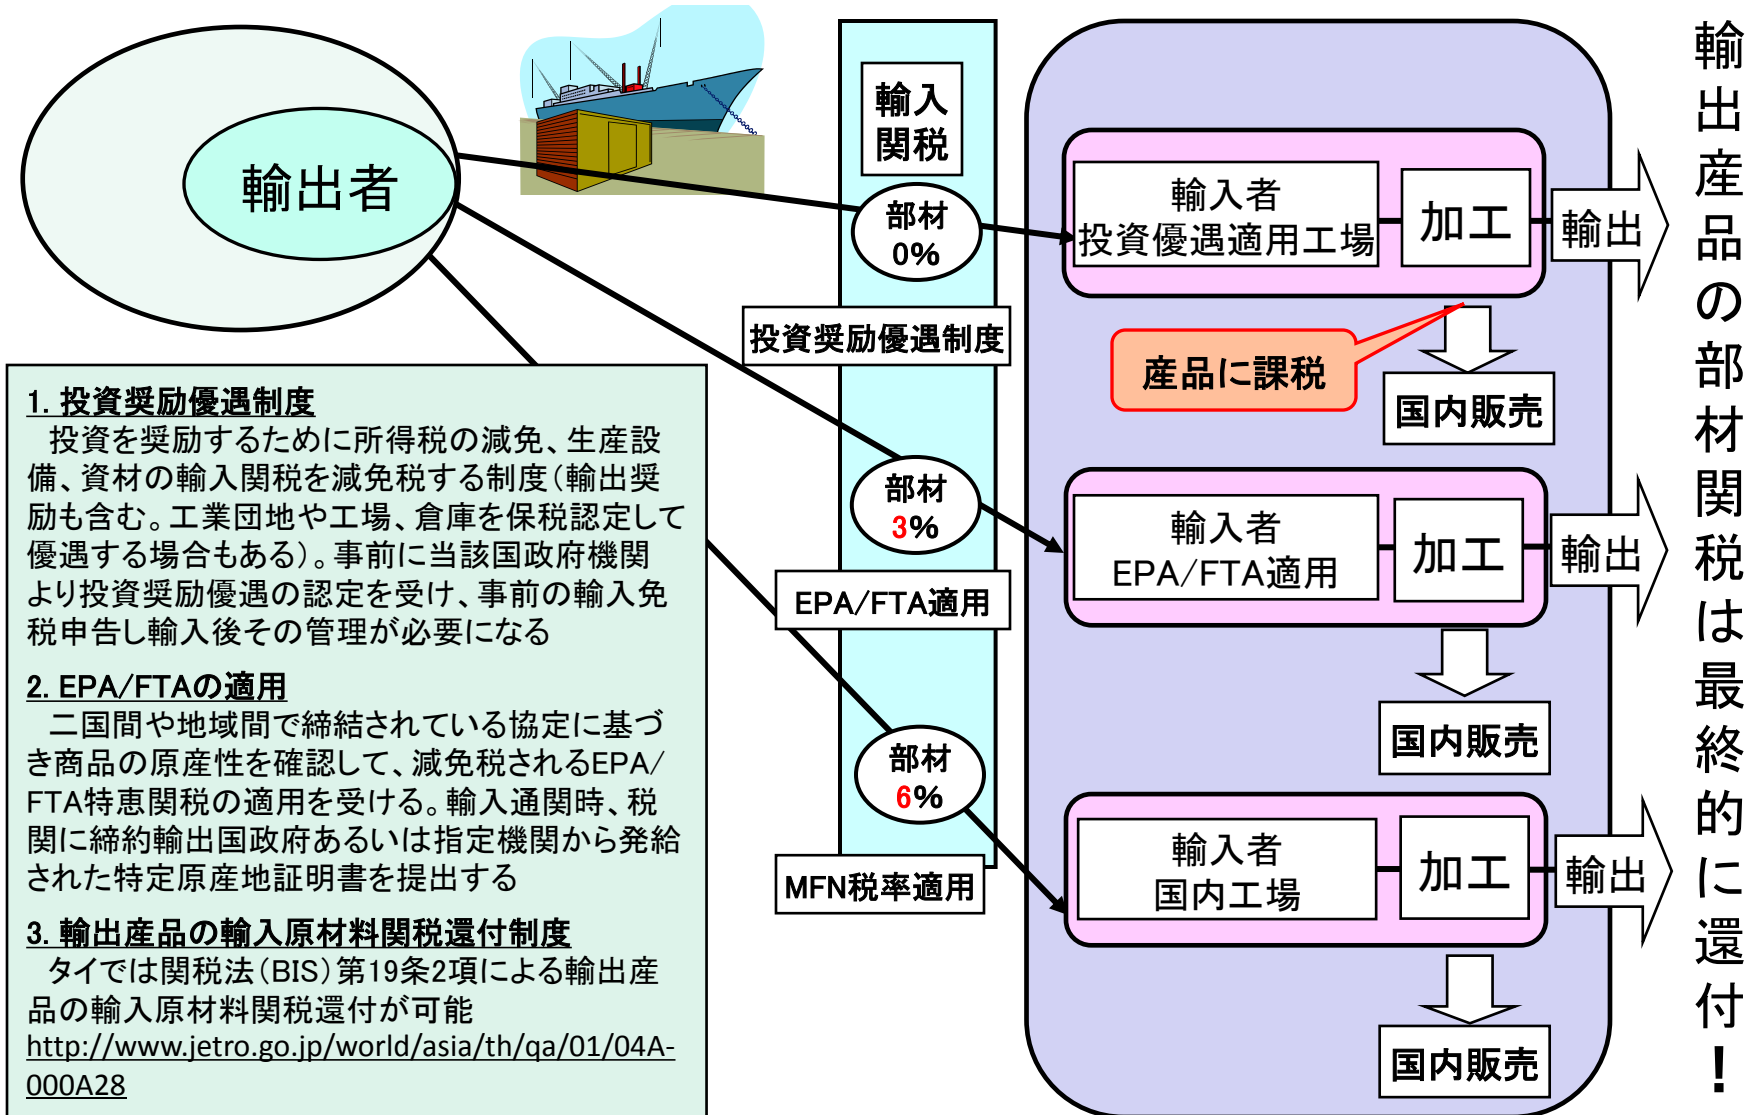 輸出者
輸入
関税
部材
0%
投資奨励優遇制度
部材
3%
EPA/FTA適用
部材
6%
MFN税率適用
輸入者
投資優遇適用工場
加工
輸出
産品に課税
国内販売
輸入者
EPA/FTA適用
加工
輸出
国内販売
輸入者
国内工場
加工
輸出
国内販売
輸出産品の部材関税は最終的に還付！
1. 投資奨励優遇制度
投資を奨励するために所得税の減免、生産設
備、資材の輸入関税を減免税する制度（輸出奨
励も含む。工業団地や工場、倉庫を保税認定して
優遇する場合もある）。事前に当該国政府機関
より投資奨励優遇の認定を受け、事前の輸入免
税申告し輸入後その管理が必要になる
2. EPA/FTAの適用
二国間や地域間で締結されている協定に基づ
き商品の原産性を確認して、減免税されるEPA/
FTA特恵関税の適用を受ける。輸入通関時、税
関に締約輸出国政府あるいは指定機関から発給
された特定原産地証明書を提出する
3. 輸出産品の輸入原材料関税還付制度
タイでは関税法（BIS）第19条2項による輸出産
品の輸入原材料関税還付が可能
http://www.jetro.go.jp/world/asia/th/qa/01/04A-
000A28